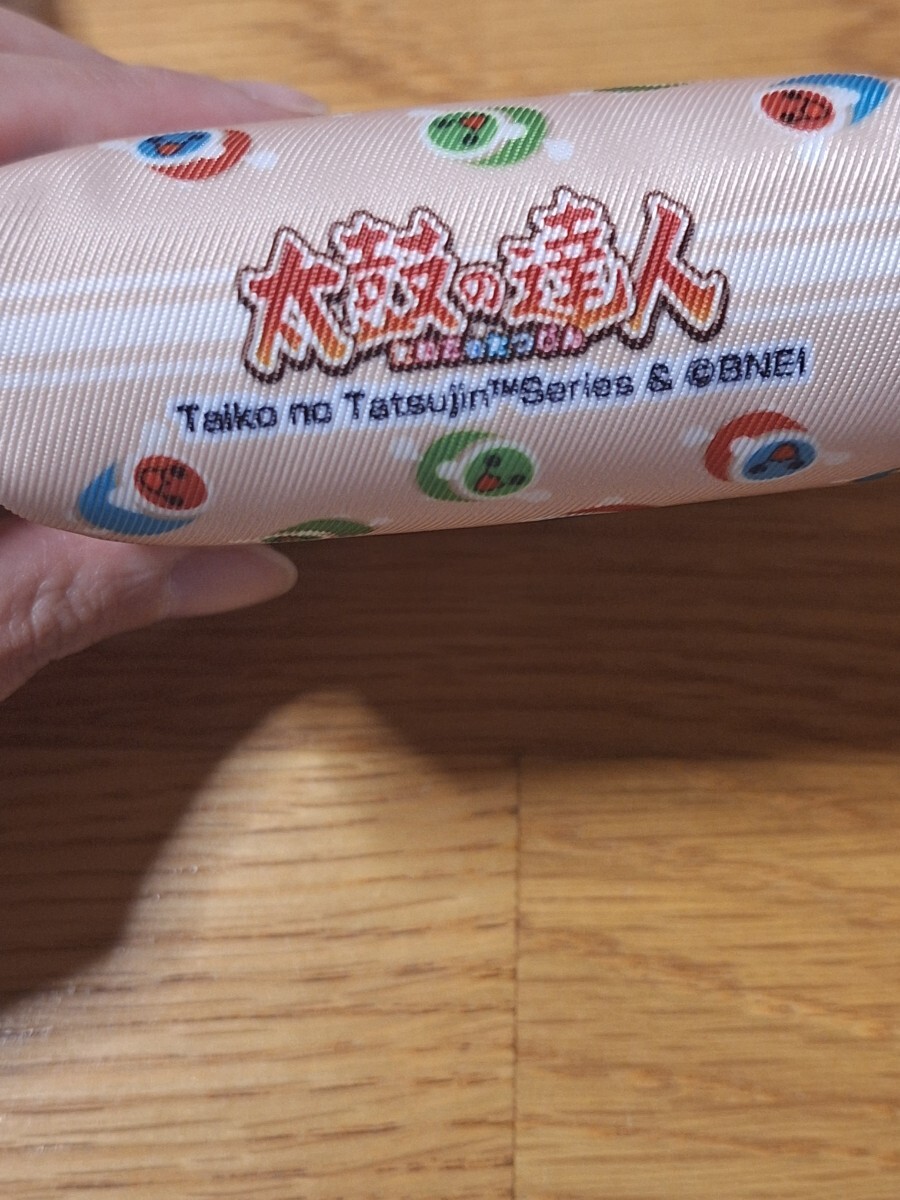 太鼓の達人
Taiko no Tatsujin™Series & ©BNEI